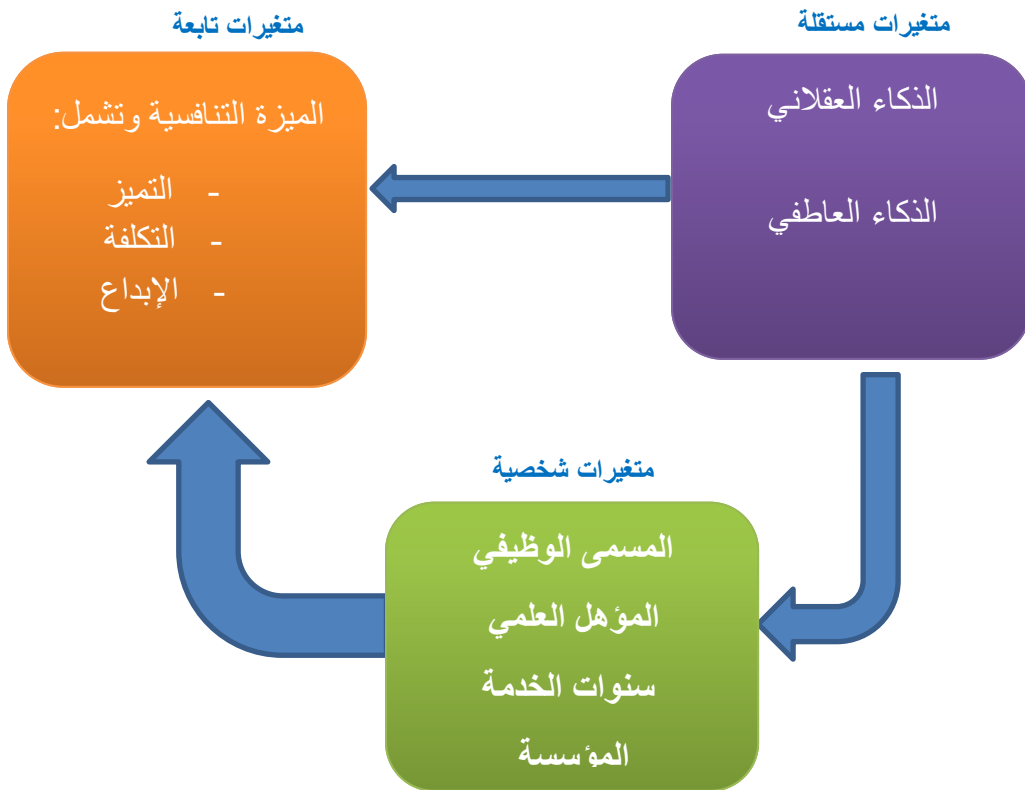 متغيرات مستقلة
الذكاء العقلاني
الذكاء العاطفي
متغيرات تابعة
الميزة التنافسية وتشمل:
- التميز
- التكلفة
- الإبداع
متغيرات شخصية
المسمى الوظيفي
المؤهل العلمي
سنوات الخدمة
المؤسسة